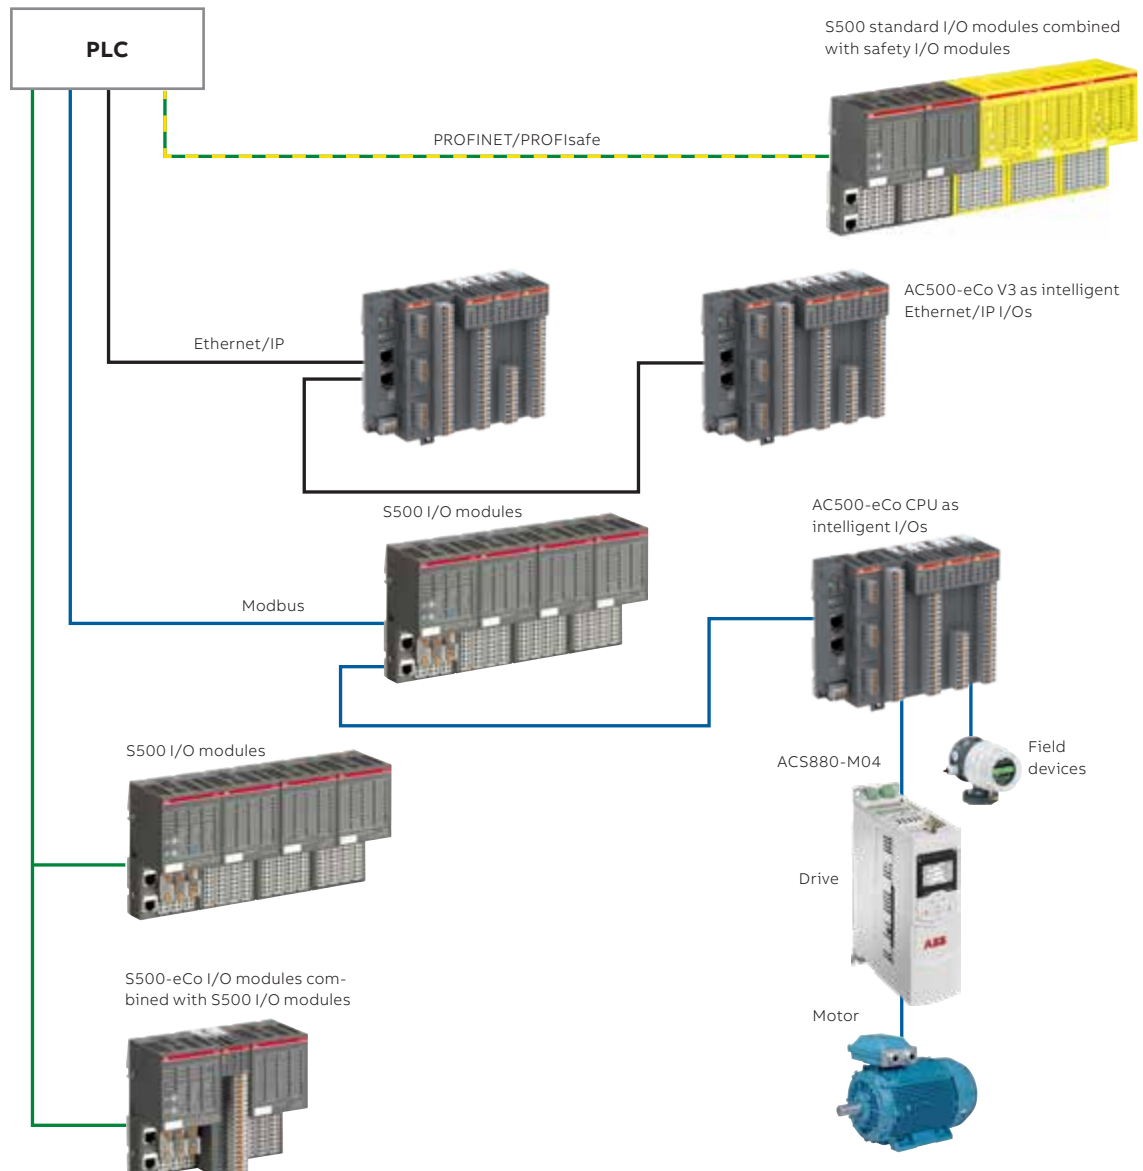 PLC
S500 standard I/O modules combined
with safety I/O modules
PROFINET/PROFIsafe
AC500-eCo V3 as intelligent
Ethernet/IP I/Os
Ethernet/IP
S500 I/O modules
AC500-eCo CPU as
intelligent I/Os
Modbus
S500 I/O modules
ACS880-M04
Field
devices
Drive
ABB
S500-eCo I/O modules com-
bined with S500 I/O modules
Motor